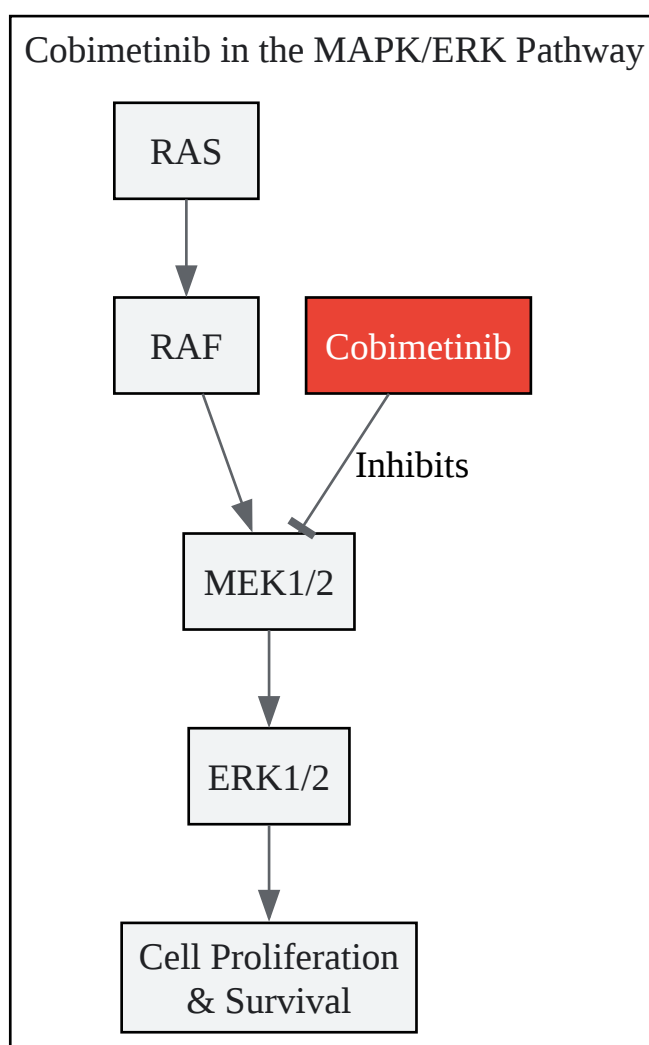 Cobimetinib in the MAPK/ERK Pathway
RAS
RAF
Cobimetinib
Inhibits
MEK1/2
ERK1/2
Cell Proliferation
& Survival